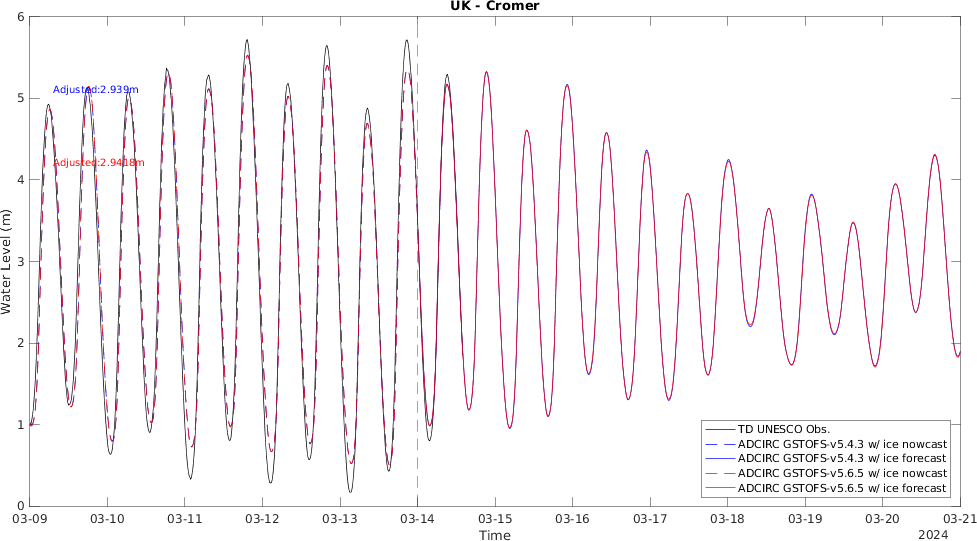 UK - Cromer
6
5
4
3
2
1
0
Water Level (m)
Adjusted:2.939m
Adjusted:2.9418m
TD UNESCO Obs.
ADCIRC GSTOFS-v5.4.3 w/ ice nowcast
ADCIRC GSTOFS-v5.4.3 w/ ice forecast
ADCIRC GSTOFS-v5.6.5 w/ ice nowcast
ADCIRC GSTOFS-v5.6.5 w/ ice forecast
03-09 03-10 03-11 03-12 03-13 03-14 03-15 03-16 03-17 03-18 03-19 03-20 03-21
Time
2024